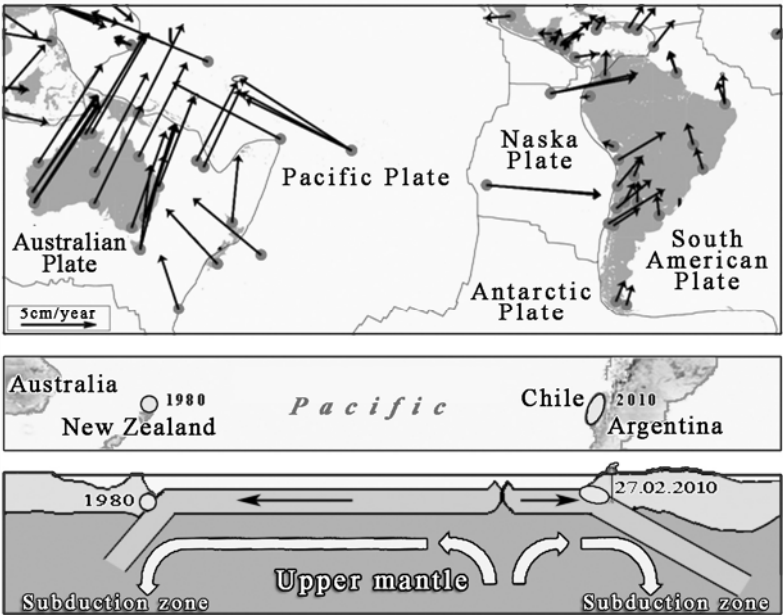 Pacific Plate
Naska
Plate
Australian
Plate
South
American
Plate
Antarctic
Plate
5cm/year
Australia
1980
New Zealand
Pacific
Chile
2010
Argentina
1980
27.02.2010
Upper mantle
Subduction zone
Subduction zone